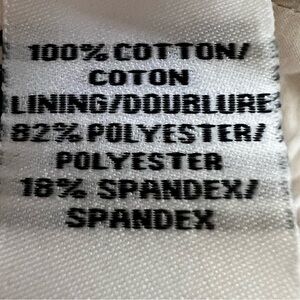 100% COTTON/
COTON
LINING/DOUBLURE
82% POLYESTER/
POLYESTER
18% SPANDEX/
SPANDEX